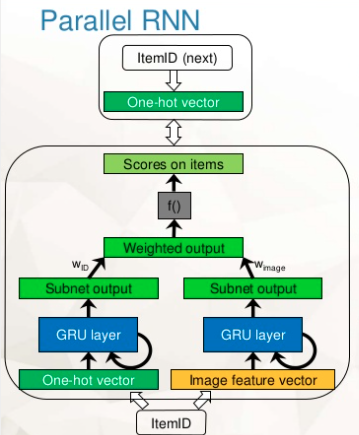 Parallel RNN
ItemID (next)
One-hot vector
Scores on items
f()
Weighted output
wID
wimage
Subnet output
Subnet output
GRU layer
GRU layer
One-hot vector
Image feature vector
ItemID